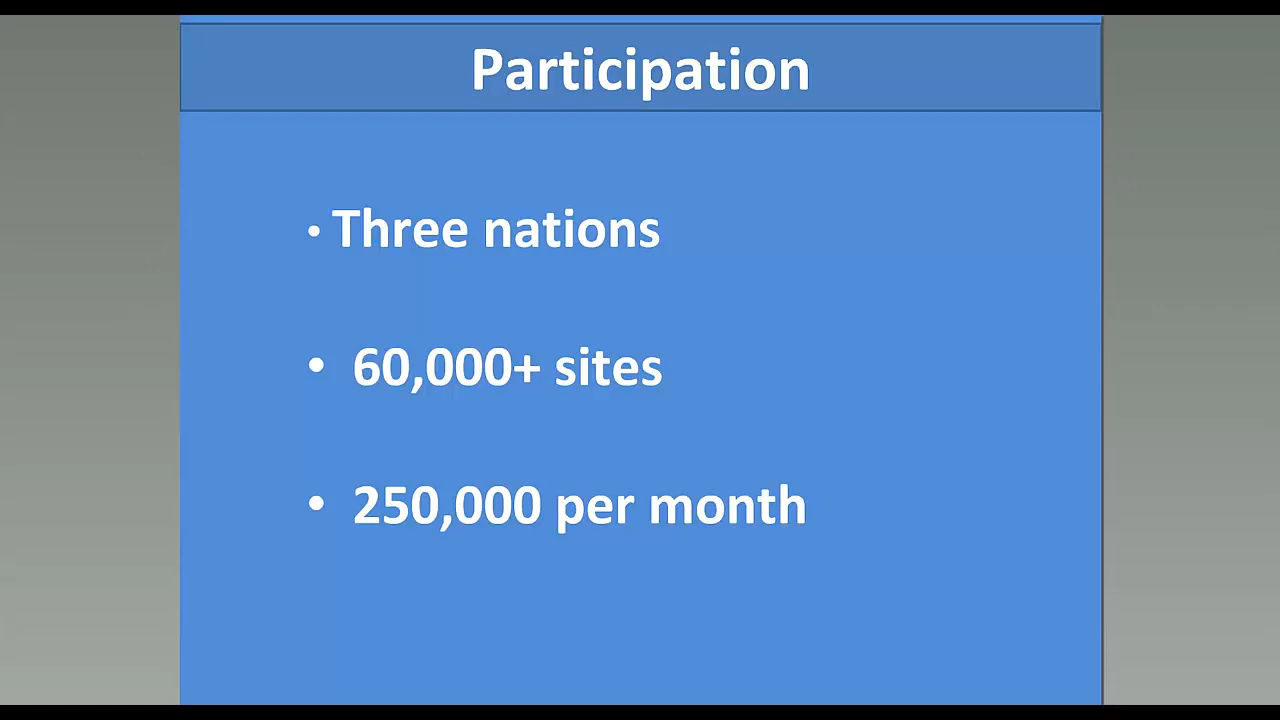 Participation
• Three nations
• 60,000+ sites
• 250,000 per month